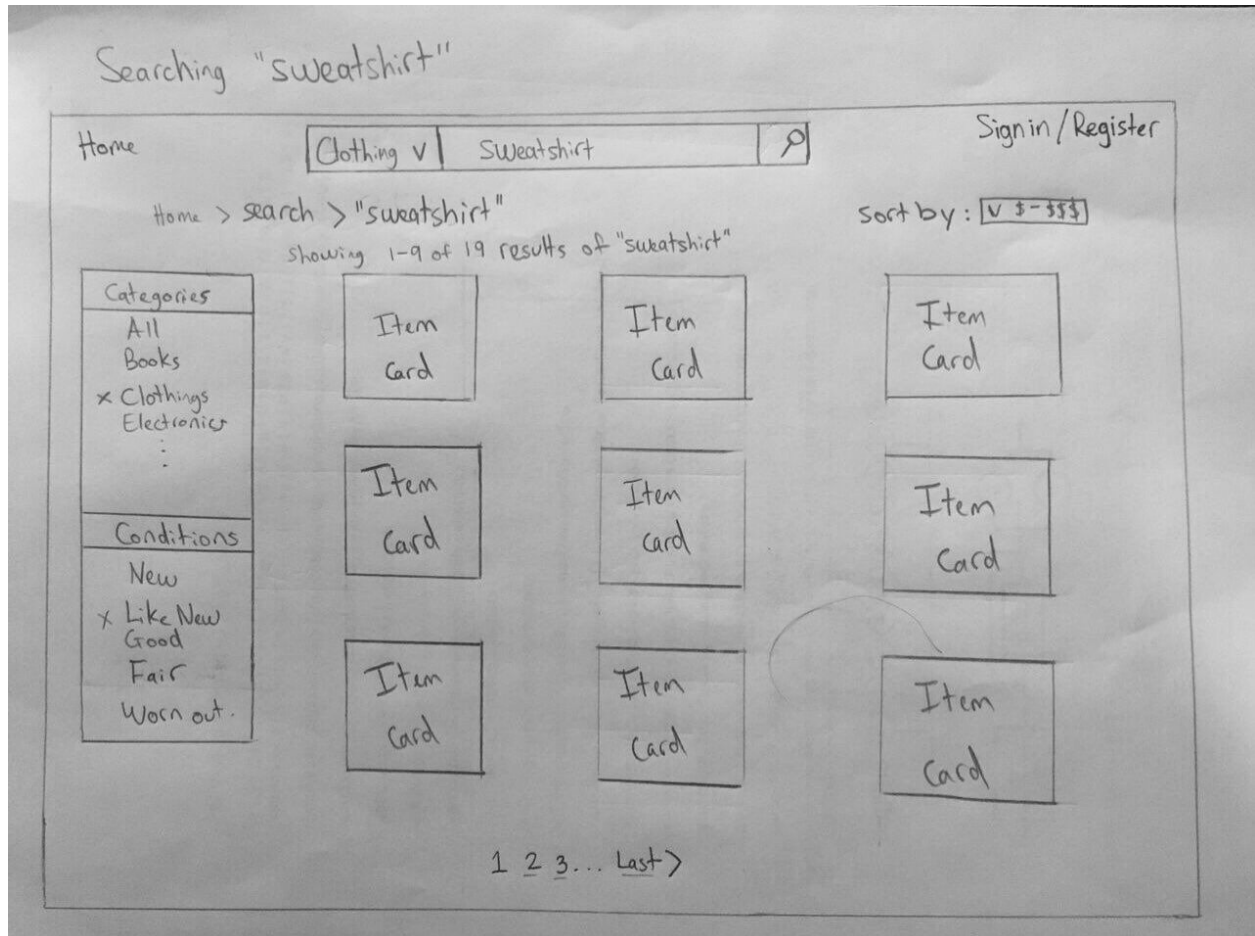 Searching "sweatshirt"
Home
Clothing v
Sweatshirt
Signin/Register
Home > search > "sweatshirt"
sort by: v $-$$$
showing 1-9 of 19 results of "sweatshirt"
Categories
All
Books
x Clothings
Electronics
Conditions
New
x Like New
Good
Fair
Worn out.
Item
Card
Item
Card
Item
Card
Item
Card
Item
Card
Item
Card
Item
Card
Item
Card
Item
Card
1 2 3... Last >